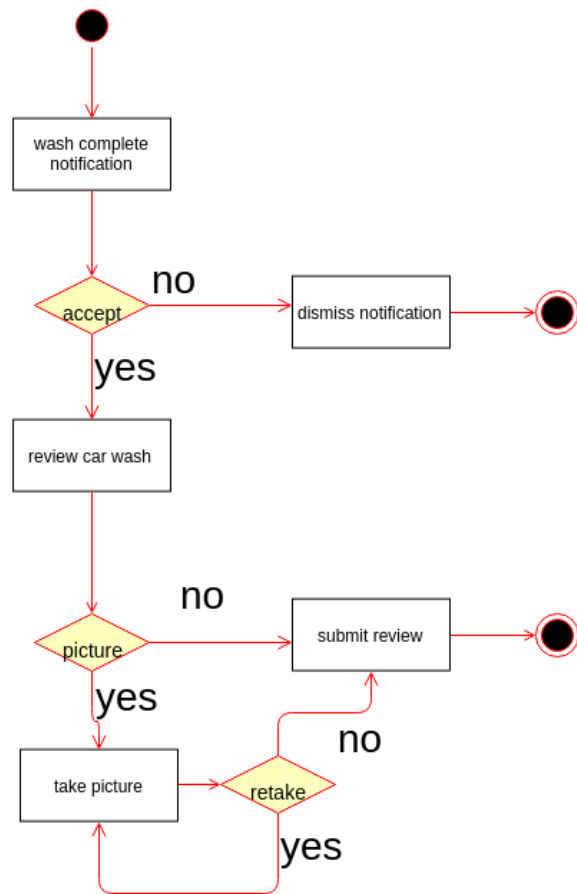 wash complete
notification
no
accept
dismiss notification
yes
review car wash
no
picture
submit review
yes
no
take picture
retake
yes